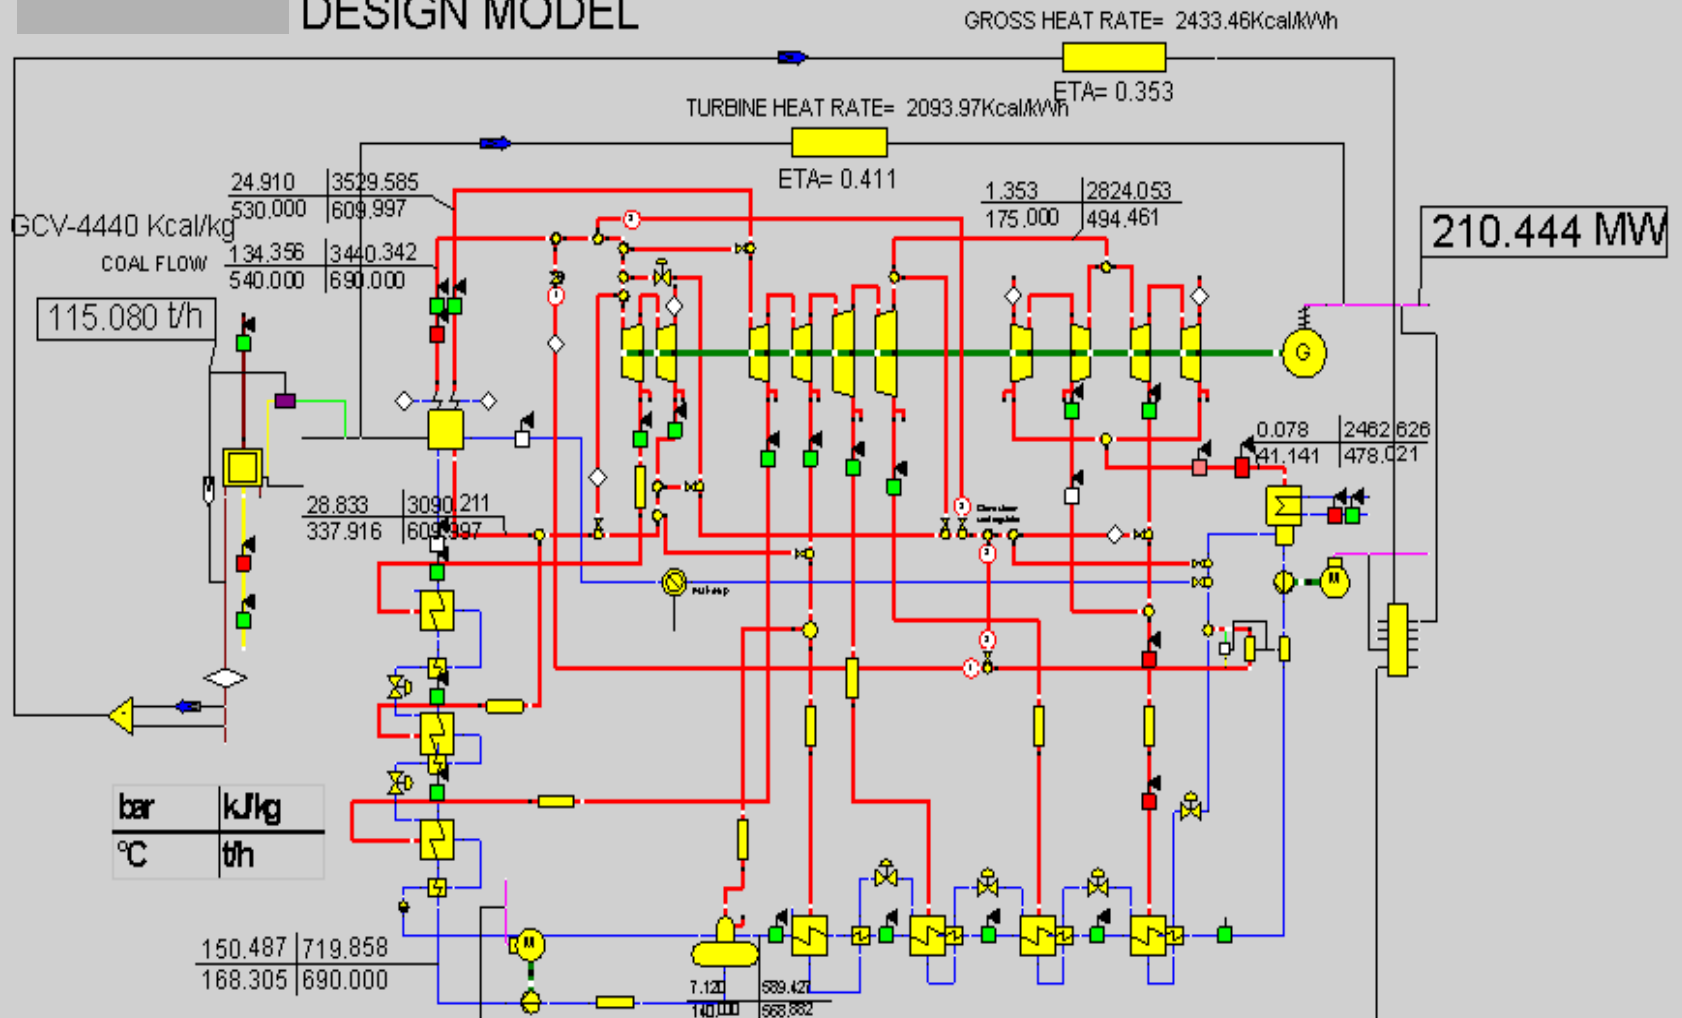 DESIGN MODEL
GROSS HEAT RATE= 2433.46Kcal/kWh
ETA= 0.353
TURBINE HEAT RATE= 2093.97Kcal/kWh
ETA= 0.411
24.910 3529.585
530.000 609.997
1.353 2824.053
175.000 494.461
GCV-4440 Kcal/kg
210.444 MW
134.356 3440.342
COAL FLOW
540.000 690.000
115.080 t/h
G
0.078 2462.626
41.141 478.021
28.833 3090.211
337.916 609.997
M
bar kJ/kg
°C t/h
150.487 719.858
168.305 690.000
M
7.120 589.427
140.000 568.882